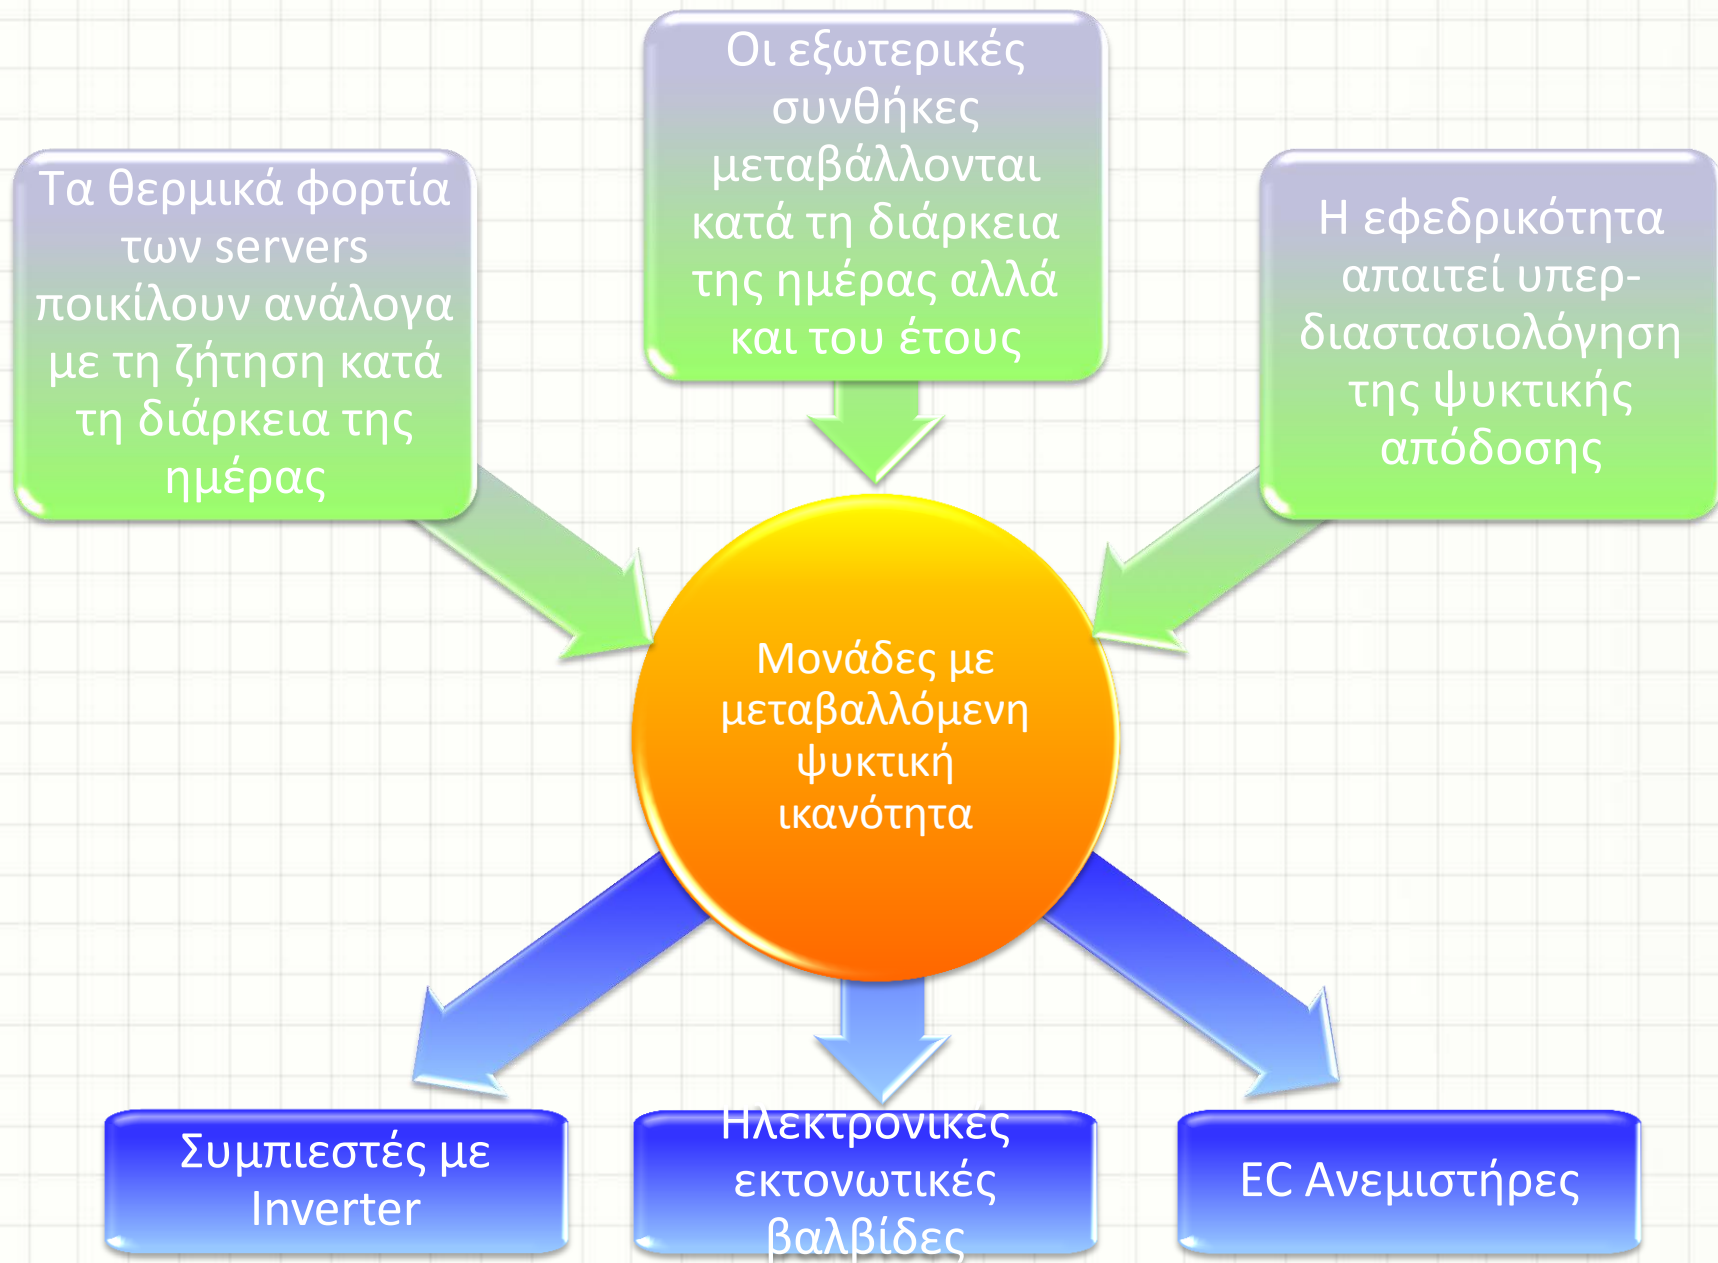 Τα θερμικά φορτία
των servers
ποικίλουν ανάλογα
με τη ζήτηση κατά
τη διάρκεια της
ημέρας
Οι εξωτερικές
συνθήκες
μεταβάλλονται
κατά τη διάρκεια
της ημέρας αλλά
και του έτους
Η εφεδρικότητα
απαιτεί υπερ-
διαστασιολόγηση
της ψυκτικής
απόδοσης
Μονάδες με
μεταβαλλόμενη
ψυκτική
ικανότητα
Συμπιεστές με
Inverter
Ηλεκτρονικές
εκτονωτικές
βαλβίδες
EC Ανεμιστήρες